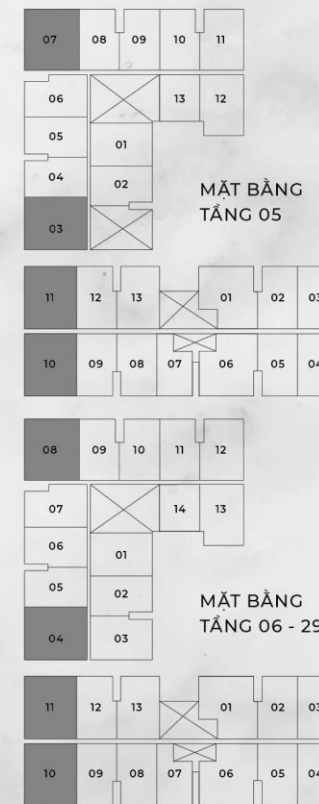 07 08 09 10 11
06 13 12
05 01
04 02
03
MẶT BẰNG
TẦNG 05
11 12 13 01 02 03
10 09 08 07 06 05 04
08 09 10 11 12
07 14 13
06 01
05 02
04 03
MẶT BẰNG
TẦNG 06 - 29
11 12 13 01 02 03
10 09 08 07 06 05 04